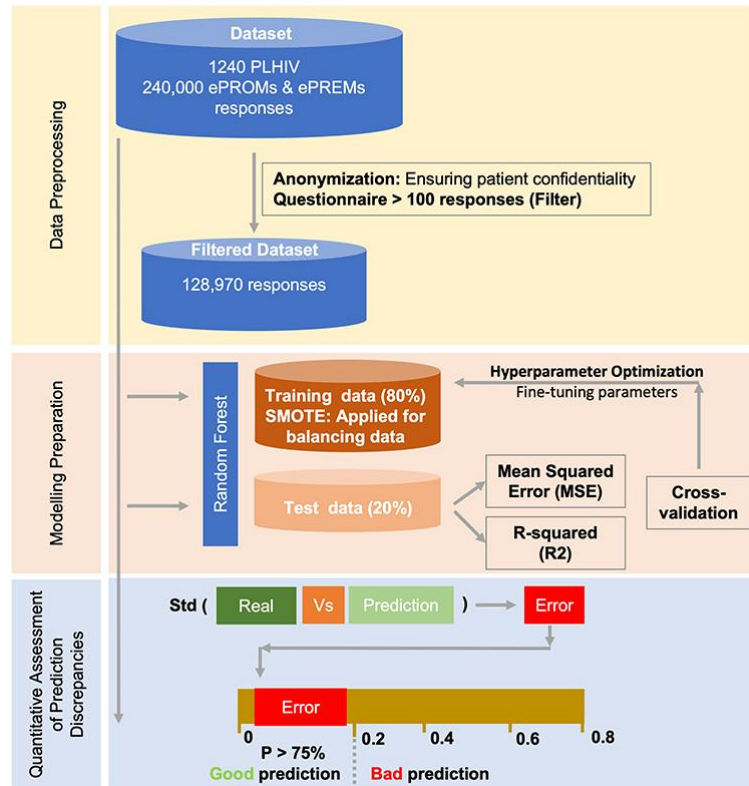 Data Preprocessing
Dataset
1240 PLHIV
240,000 ePROMs & ePREMs
responses
Anonymization: Ensuring patient confidentiality
Questionnaire > 100 responses (Filter)
Filtered Dataset
128,970 responses
Modelling Preparation
Random Forest
Training data (80%)
SMOTE: Applied for
balancing data
Hyperparameter Optimization
Fine-tuning parameters
Test data (20%)
Mean Squared
Error (MSE)
R-squared
(R2)
Cross-
validation
Quantitative Assessment
of Prediction
Discrepancies
Std ( Real Vs Prediction ) Error
Error
0 0.2 0.4 0.6 0.8
P > 75%
Good prediction Bad prediction